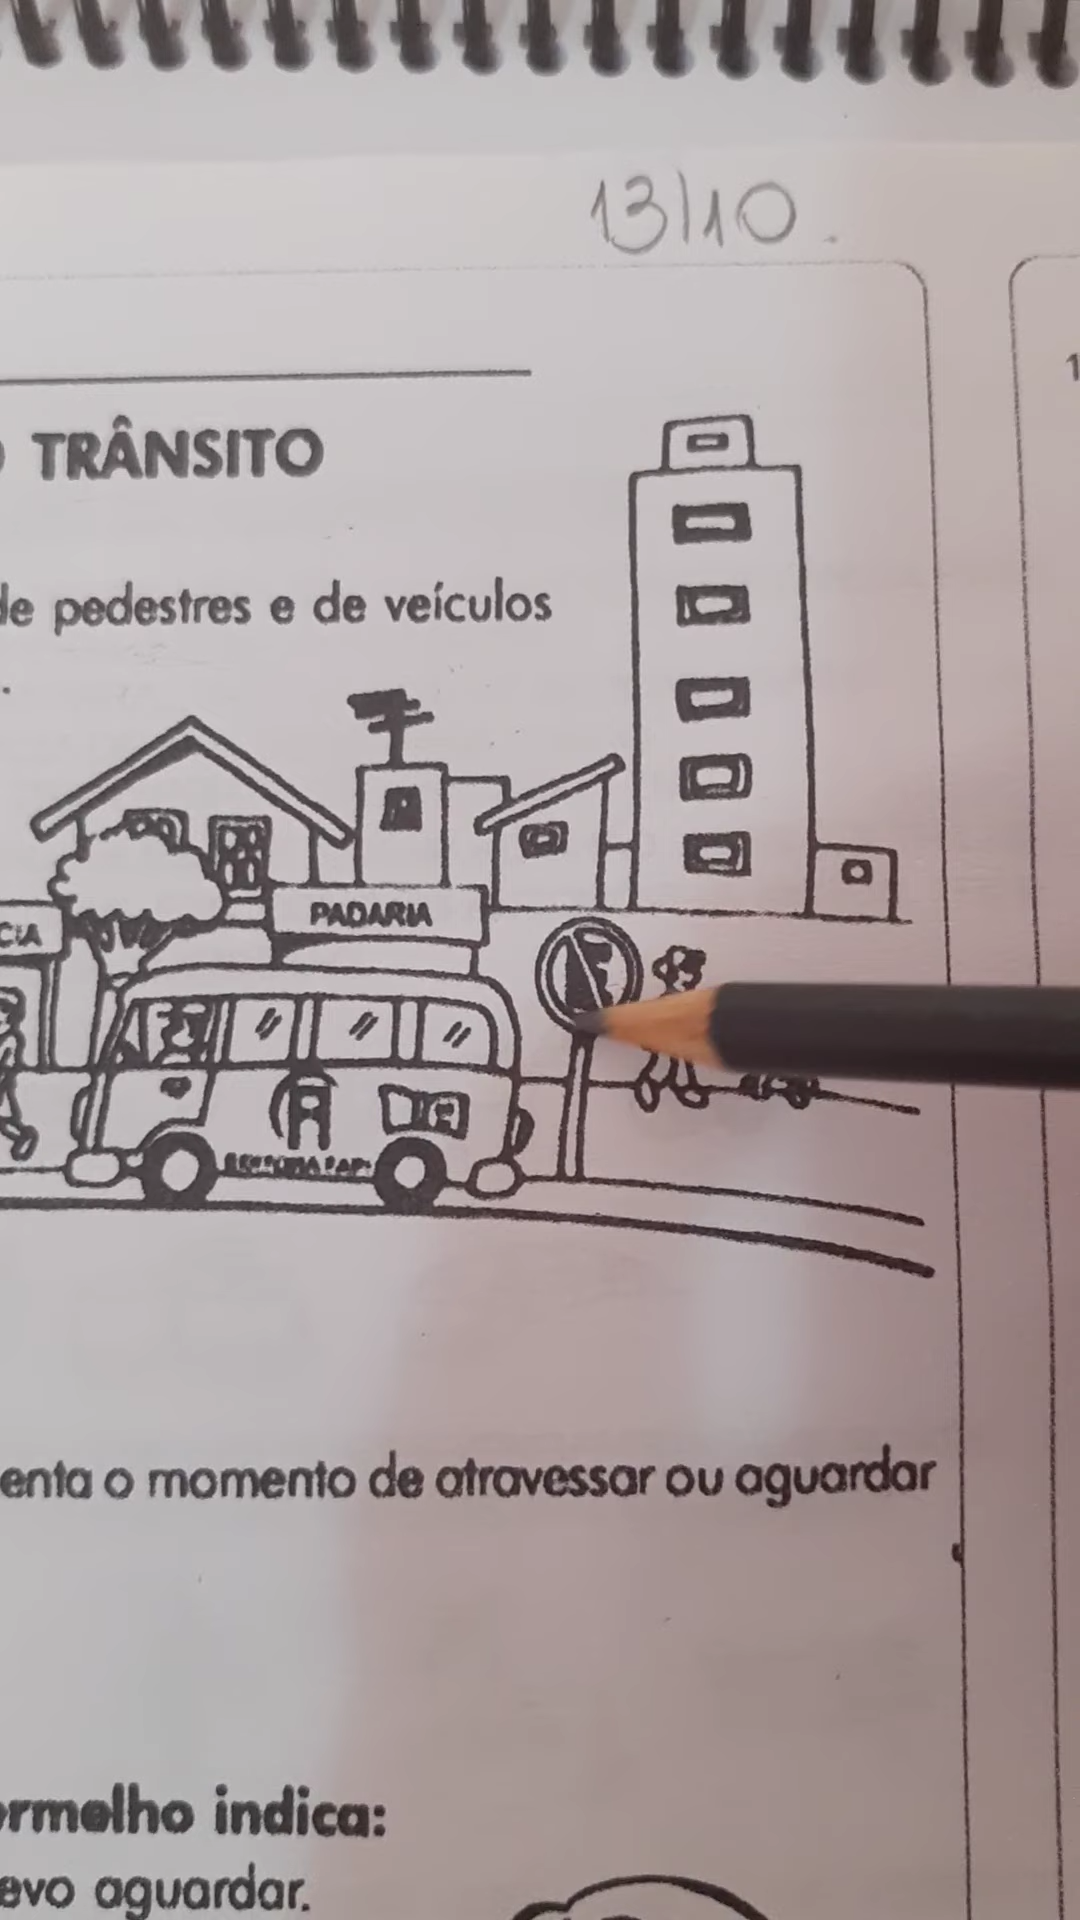 13/10.
1
TRÂNSITO
de pedestres e de veículos
.
PADARIA
CIA
enta o momento de atravessar ou aguardar
ermelho indica:
evo aguardar.